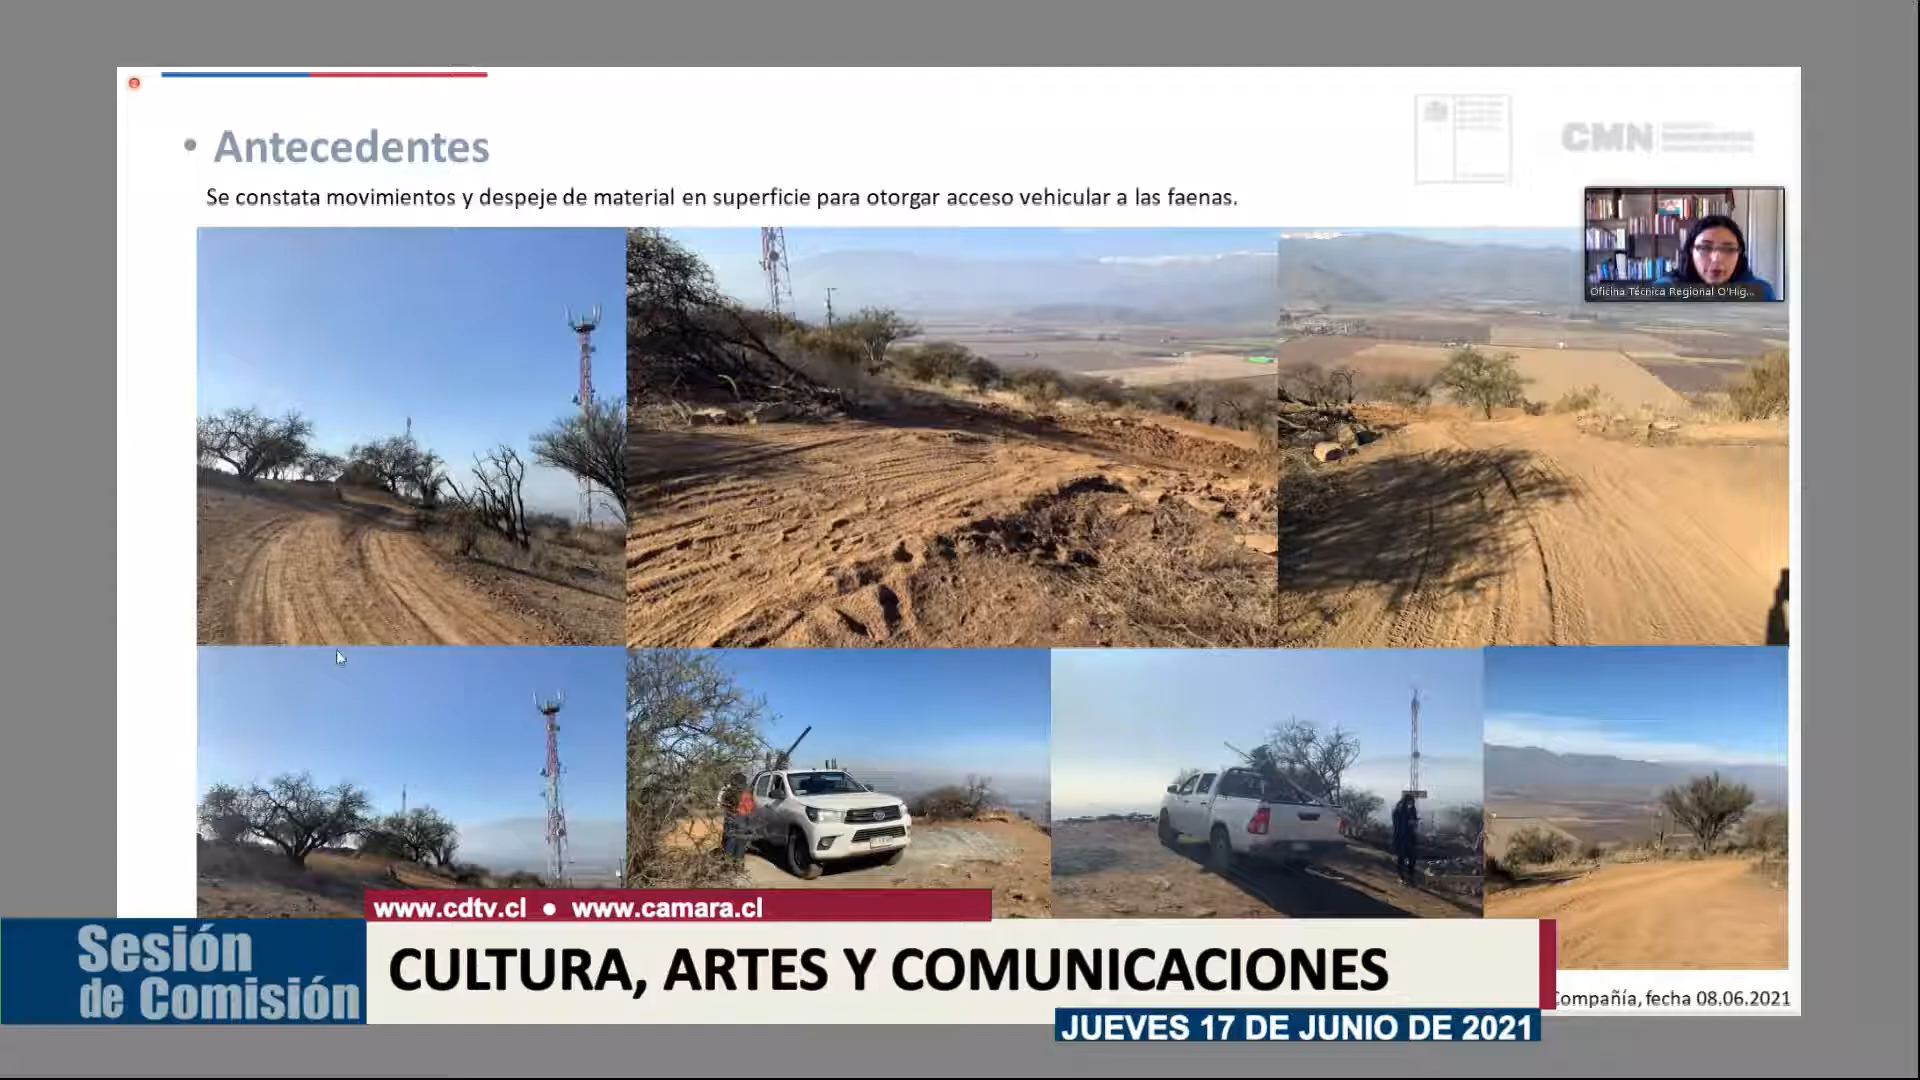 • Antecedentes
CMN
Se constata movimientos y despeje de material en superficie para otorgar acceso vehicular a las faenas.
Oficina Técnica Regional O'Hig...
www.cdtv.cl • www.camara.cl
Sesión
de Comisión
CULTURA, ARTES Y COMUNICACIONES
Compañía, fecha 08.06.2021
JUEVES 17 DE JUNIO DE 2021